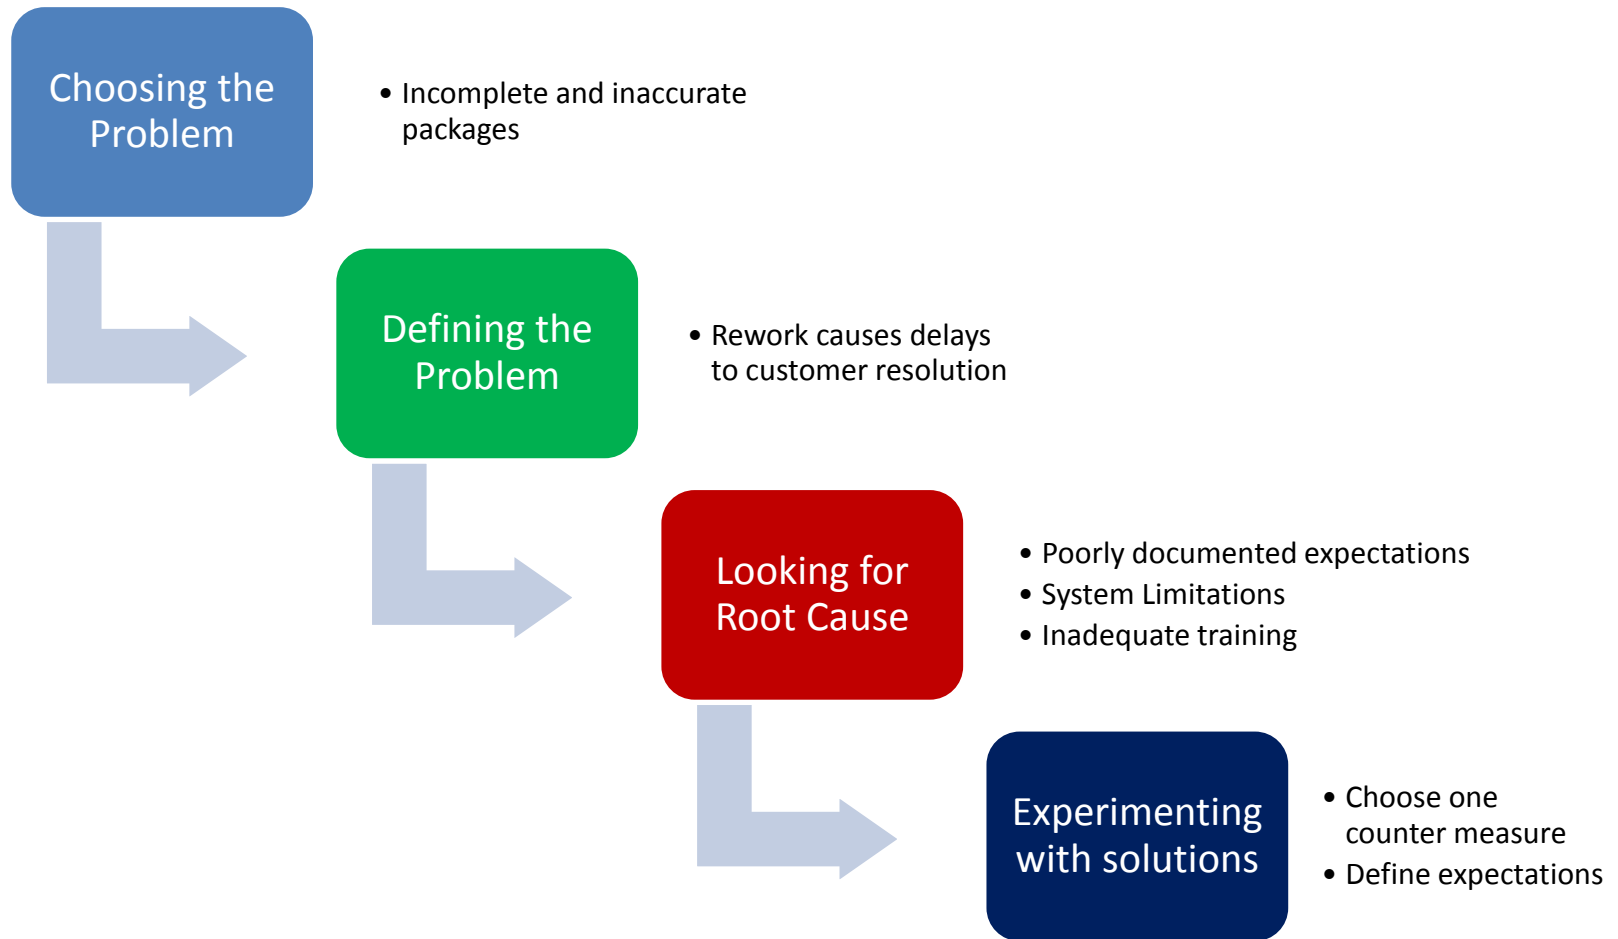 Choosing the
Problem
• Incomplete and inaccurate
packages
Defining the
Problem
• Rework causes delays
to customer resolution
Looking for
Root Cause
• Poorly documented expectations
• System Limitations
• Inadequate training
Experimenting
with solutions
• Choose one
counter measure
• Define expectations